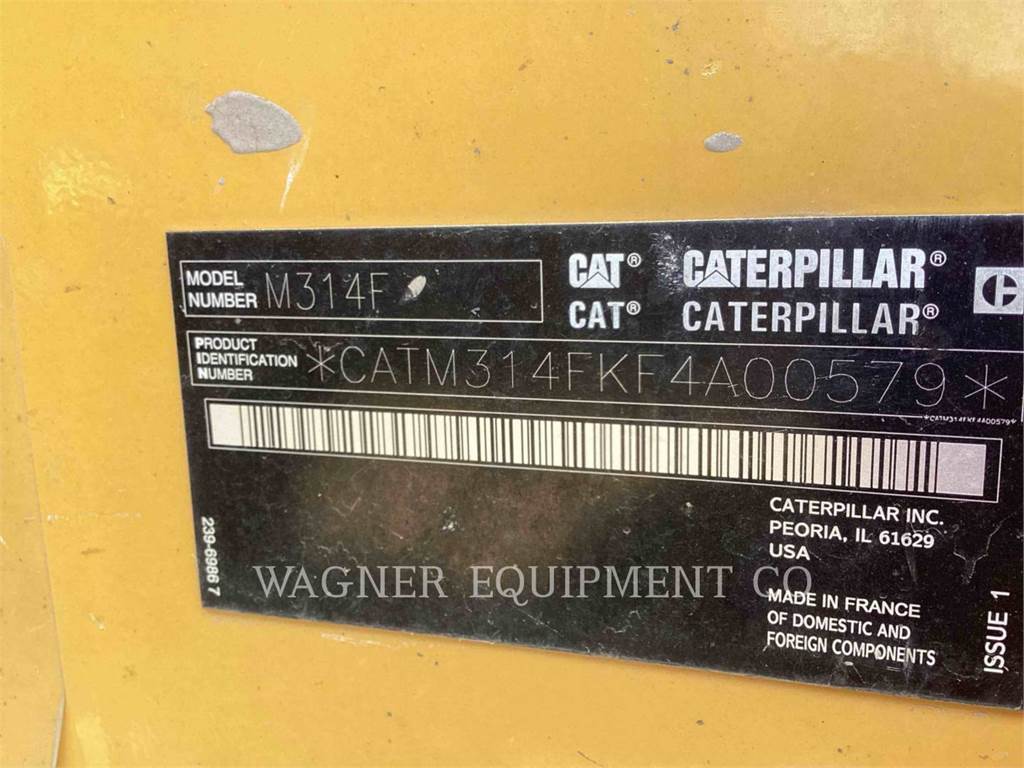 MODEL NUMBER M314F
CAT® CATERPILLAR®
CAT® CATERPILLAR®
PRODUCT IDENTIFICATION NUMBER *CATM314FKF4A00579*
*CATM314FKF4A00579*
CATERPILLAR INC.
PEORIA, IL 61629
USA
239-6986 7
WAGNER EQUIPMENT CO
MADE IN FRANCE
OF DOMESTIC AND
FOREIGN COMPONENTS
ISSUE 1